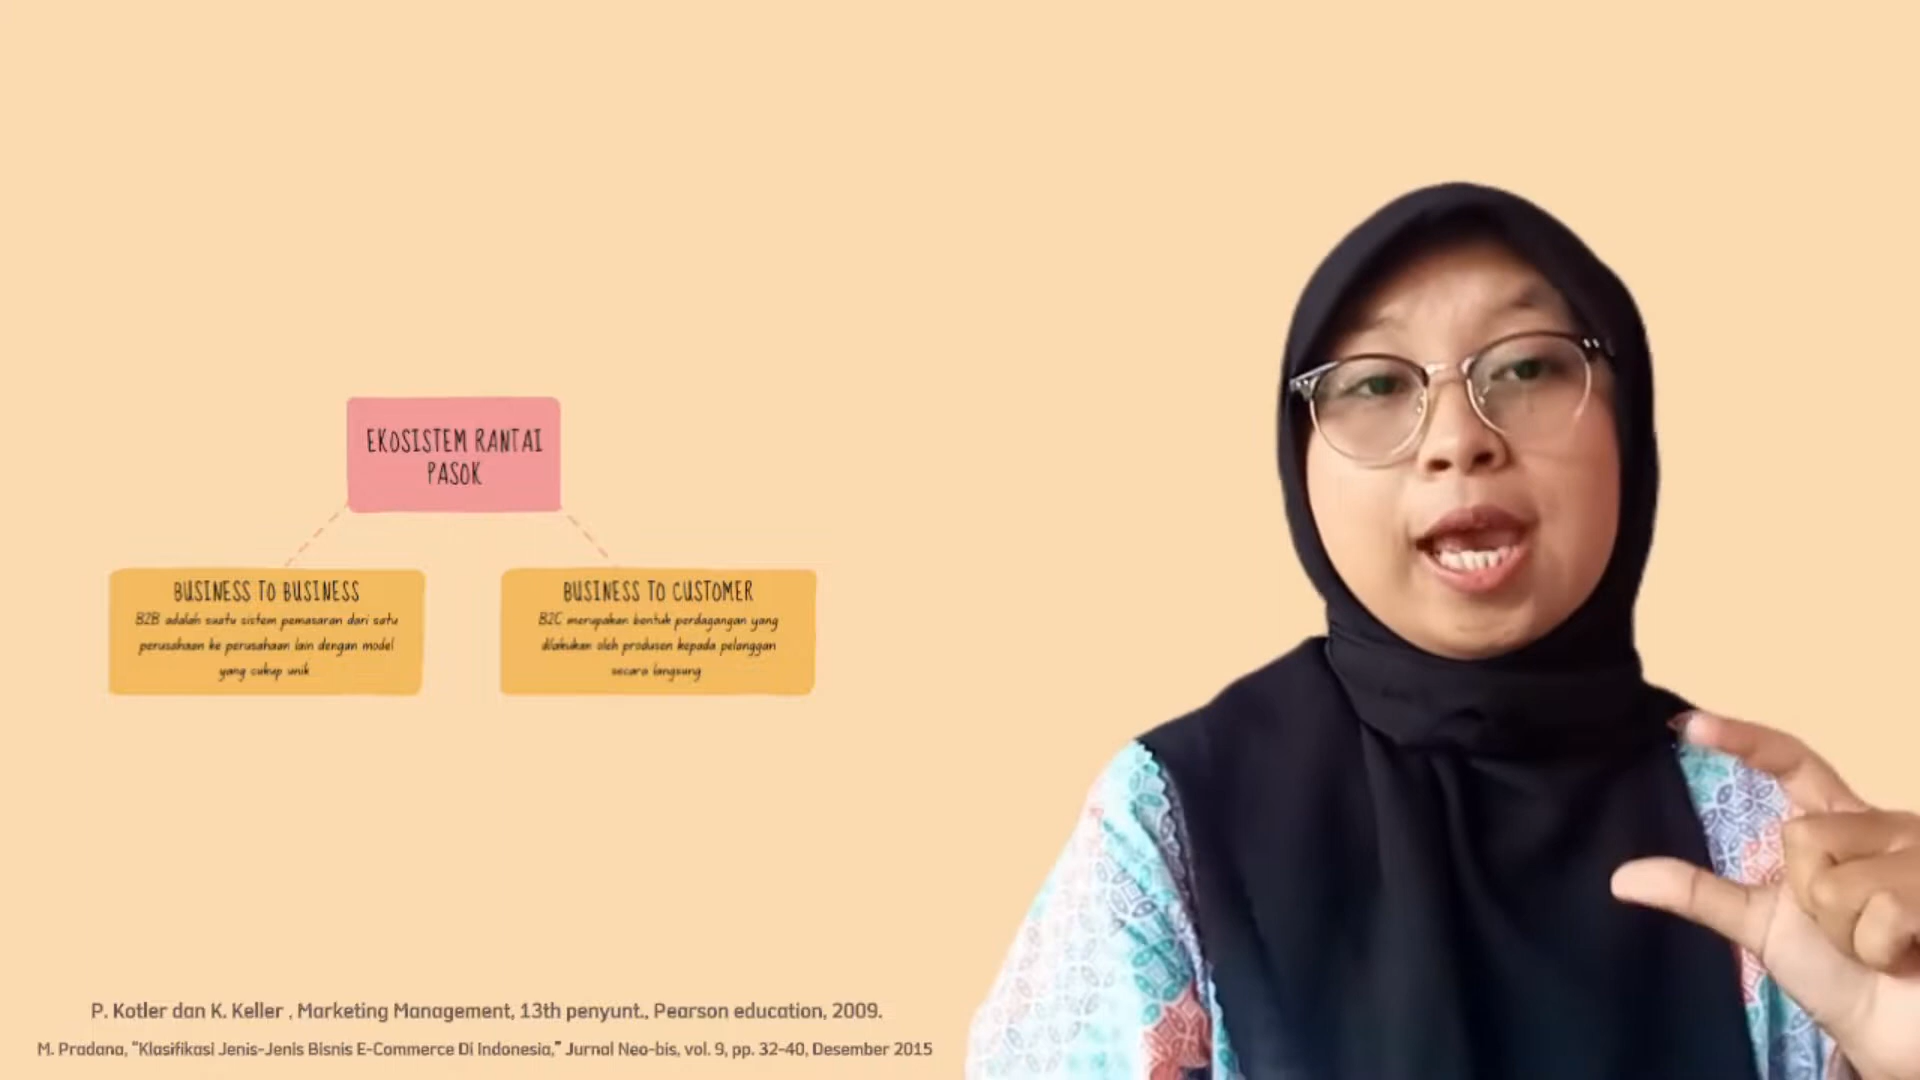 EKOSISTEM RANTAI
PASOK
BUSINESS TO BUSINESS
B2B adalah suatu sistem pemasaran dari satu
perusahaan ke perusahaan lain dengan model
yang cukup unik
BUSINESS TO CUSTOMER
B2C merupakan bentuk perdagangan yang
dilakukan oleh produsen kepada pelanggan
secara langsung
P. Kotler dan K. Keller , Marketing Management, 13th penyunt., Pearson education, 2009.
M. Pradana, "Klasifikasi Jenis-Jenis Bisnis E-Commerce Di Indonesia," Jurnal Neo-bis, vol. 9, pp. 32-40, Desember 2015